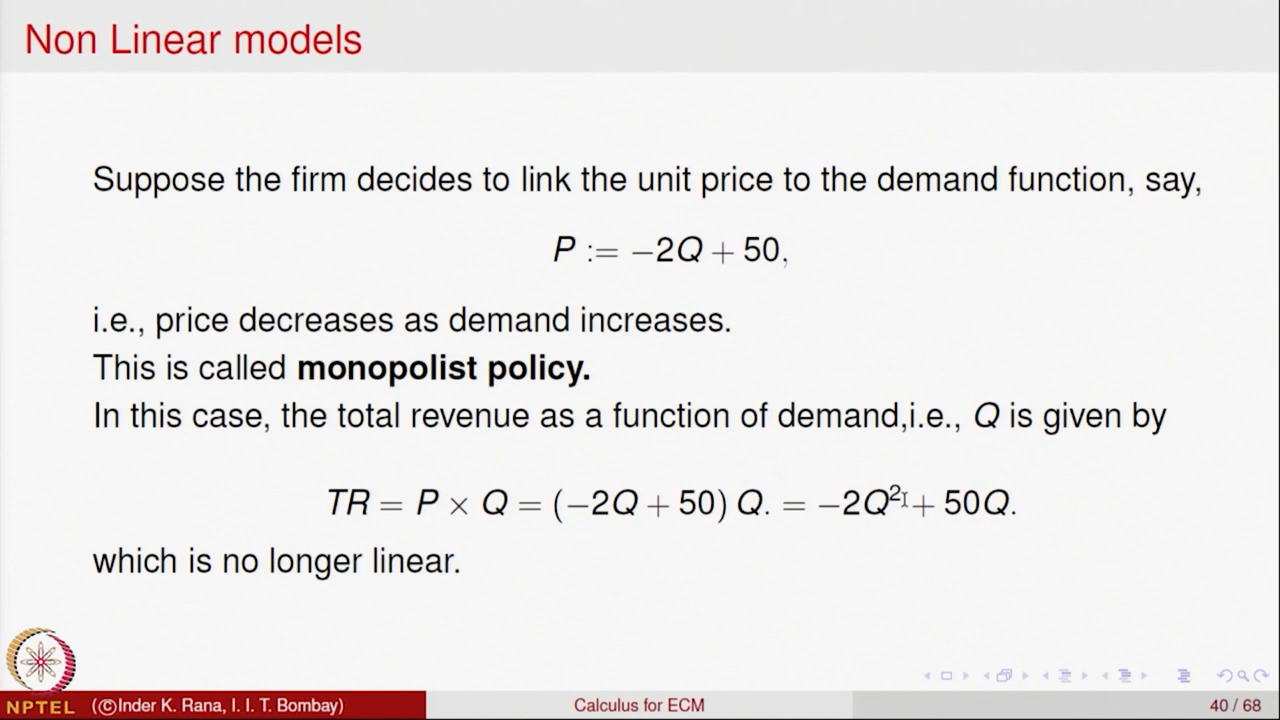 Non Linear models
Suppose the firm decides to link the unit price to the demand function, say,
P := −2Q + 50,
i.e., price decreases as demand increases.
This is called monopolist policy.
In this case, the total revenue as a function of demand,i.e., Q is given by
TR = P × Q = (−2Q + 50) Q. = −2Q² + 50Q.
which is no longer linear.
NPTEL
(©Inder K. Rana, I. I. T. Bombay)
Calculus for ECM
40 / 68